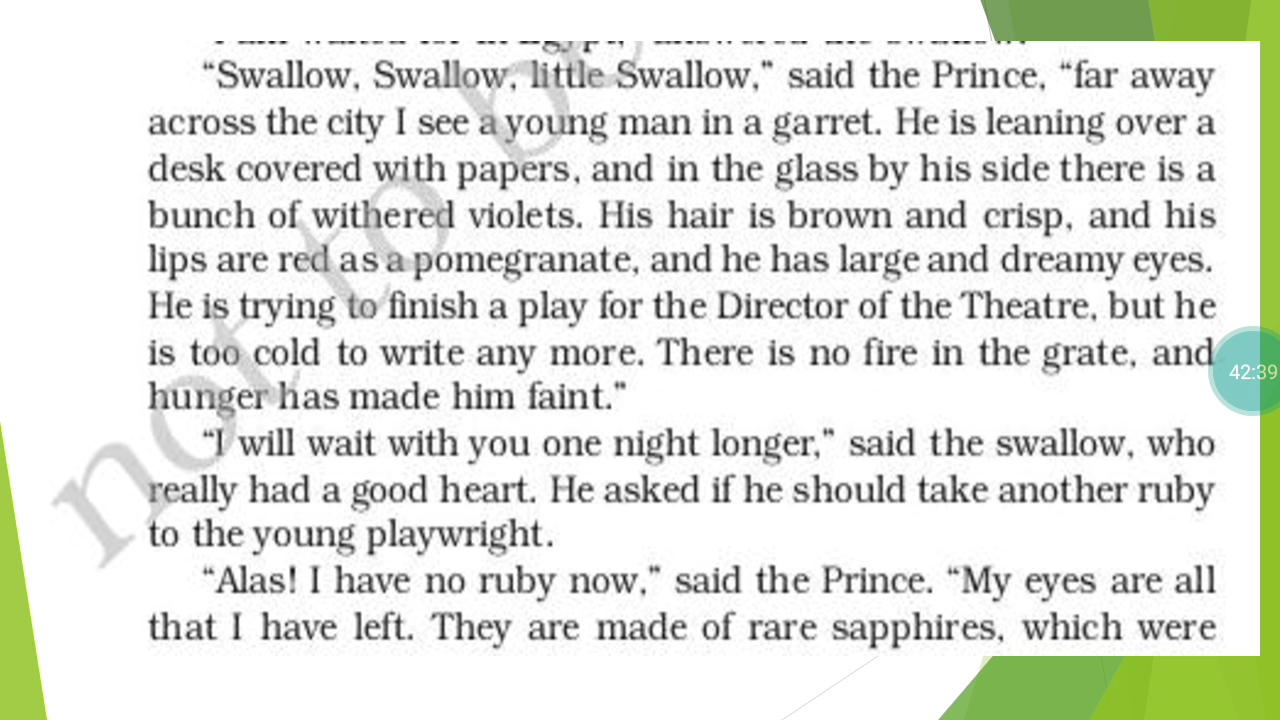 “Swallow, Swallow, little Swallow,” said the Prince, “far away
across the city I see a young man in a garret. He is leaning over a
desk covered with papers, and in the glass by his side there is a
bunch of withered violets. His hair is brown and crisp, and his
lips are red as a pomegranate, and he has large and dreamy eyes.
He is trying to finish a play for the Director of the Theatre, but he
is too cold to write any more. There is no fire in the grate, and
hunger has made him faint.”
“I will wait with you one night longer,” said the swallow, who
really had a good heart. He asked if he should take another ruby
to the young playwright.
“Alas! I have no ruby now,” said the Prince. “My eyes are all
that I have left. They are made of rare sapphires, which were
not to be
42:39